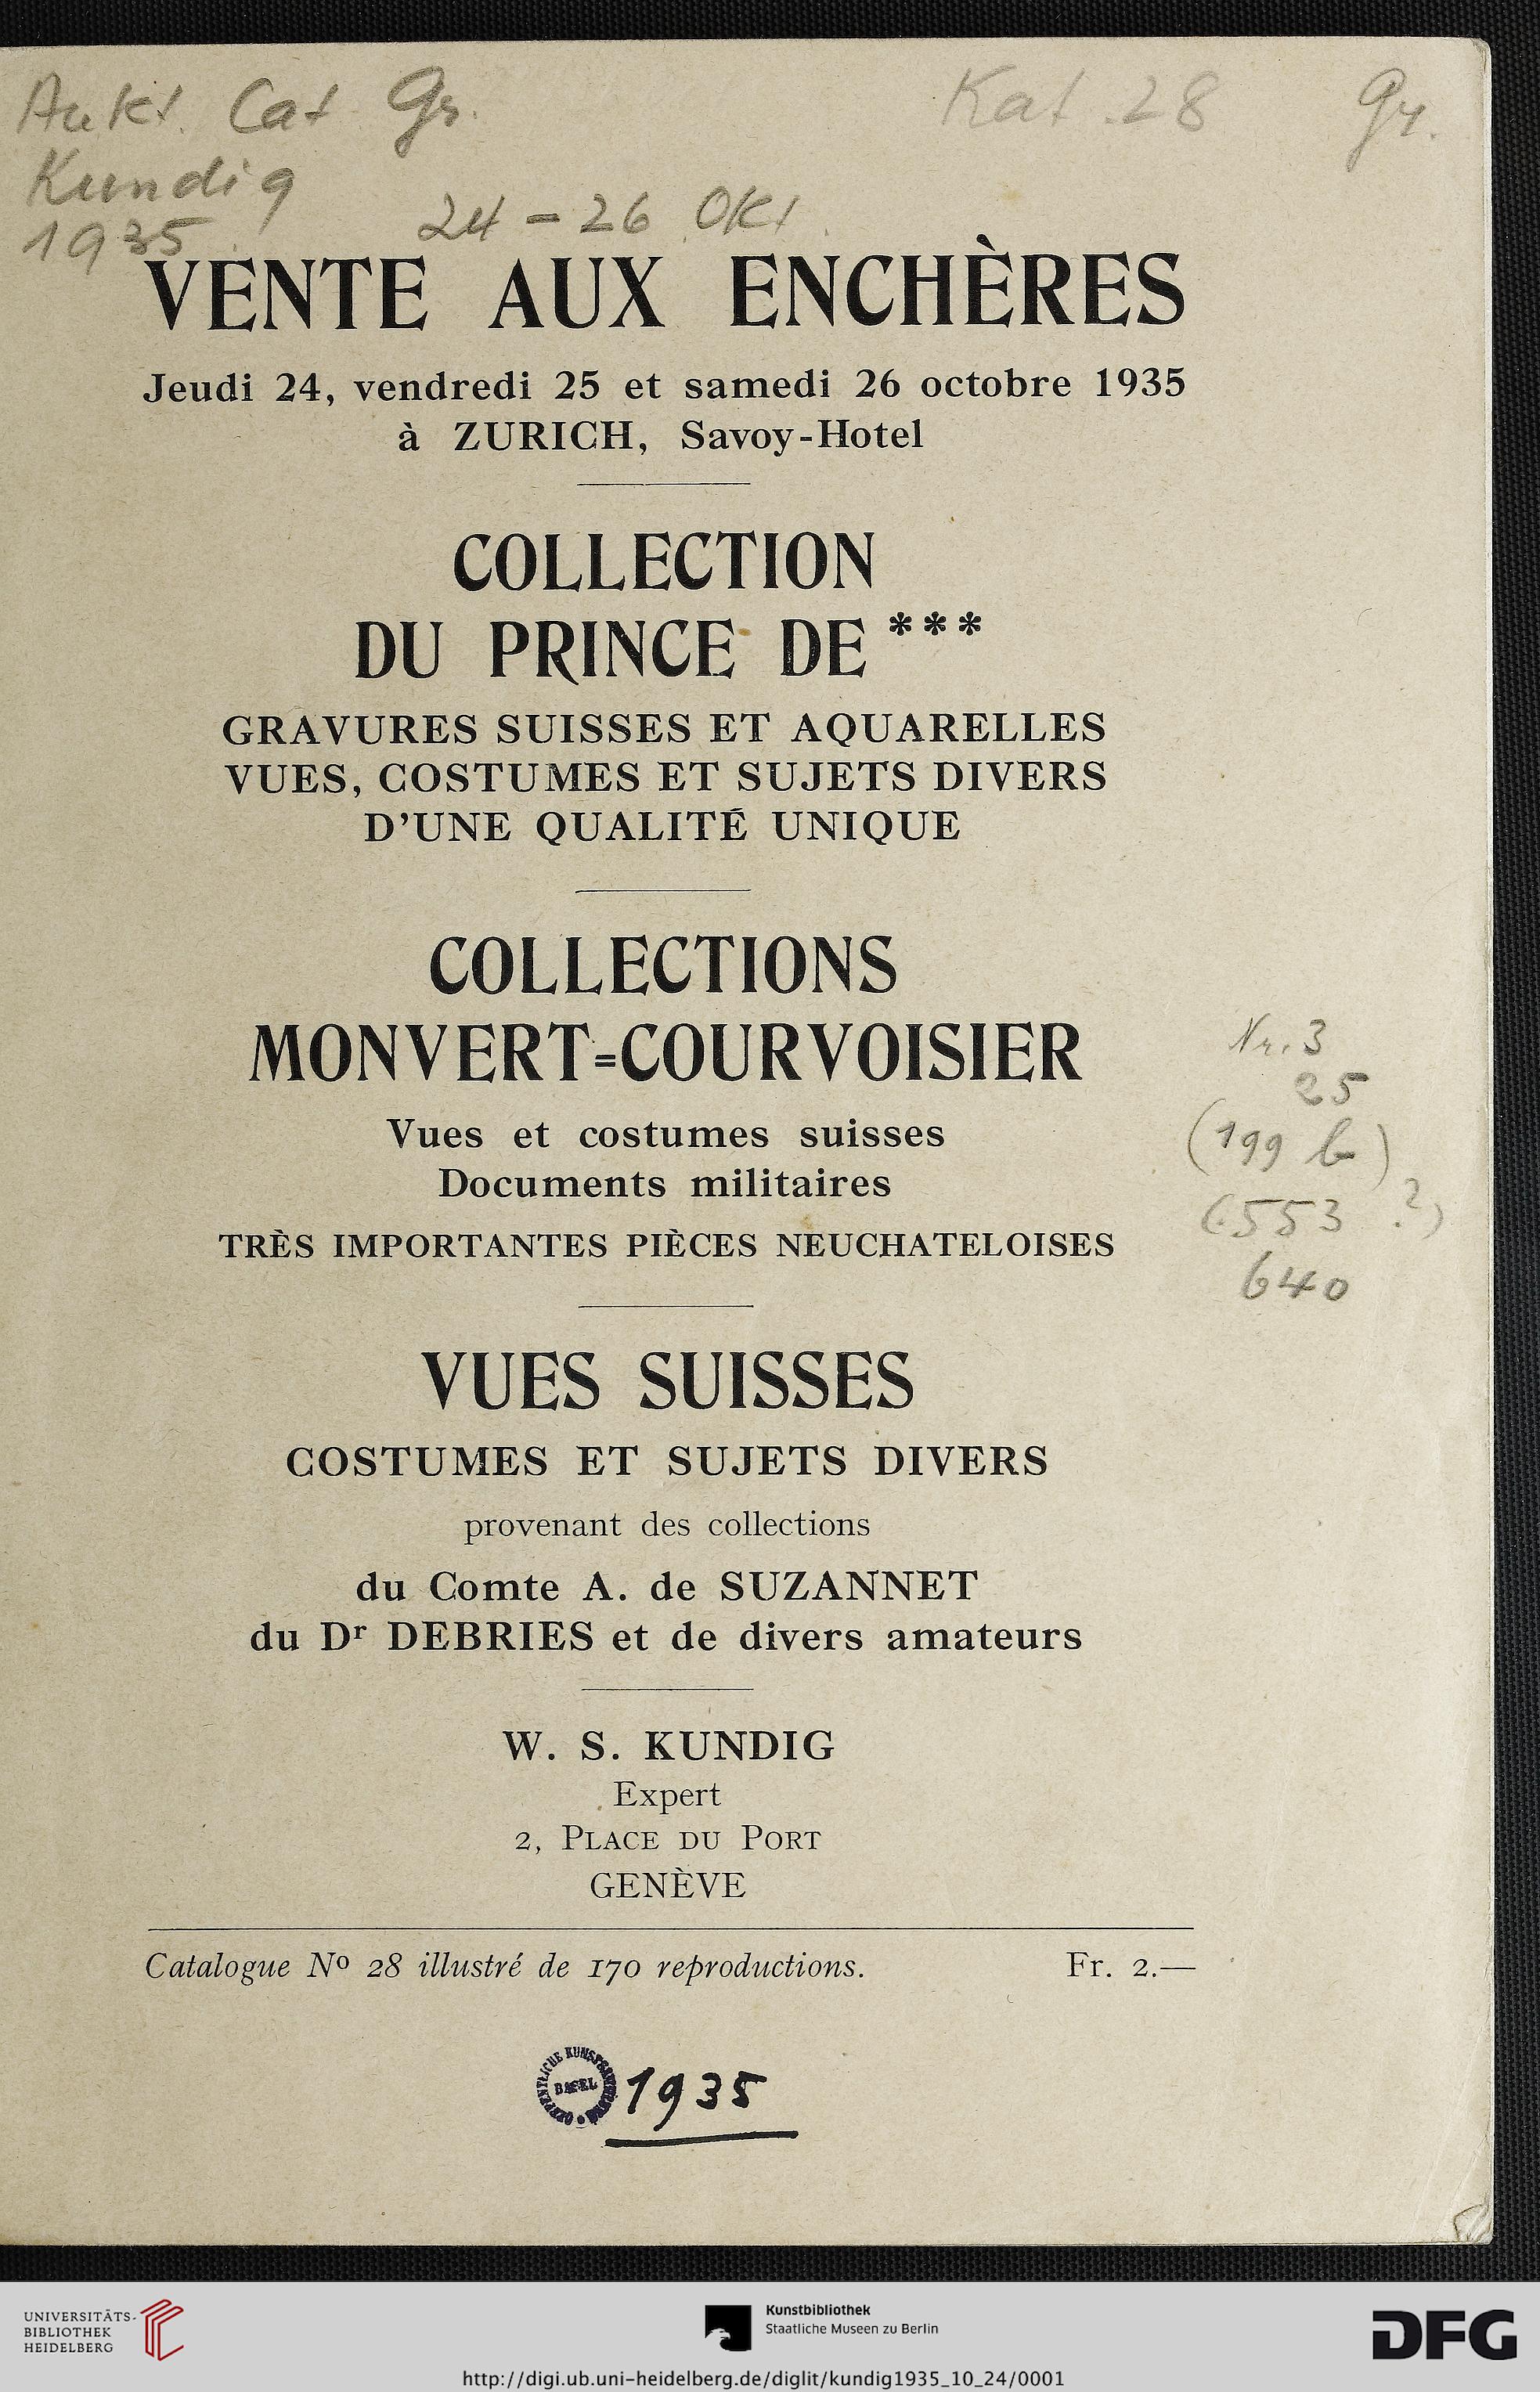 Aukt. Cat Gr. Kat. 28 Gr.
Kundig
1935 24 - 26 Okt.
VENTE AUX ENCHÈRES
Jeudi 24, vendredi 25 et samedi 26 octobre 1935
à ZURICH, Savoy-Hotel
COLLECTION
DU PRINCE DE ***
GRAVURES SUISSES ET AQUARELLES
VUES, COSTUMES ET SUJETS DIVERS
D'UNE QUALITÉ UNIQUE
COLLECTIONS
MONVERT=COURVOISIER
Vues et costumes suisses
Documents militaires
TRÈS IMPORTANTES PIÈCES NEUCHATELOISES
Nr. 3
25
(199 b)
(553 ?)
640
VUES SUISSES
COSTUMES ET SUJETS DIVERS
provenant des collections
du Comte A. de SUZANNET
du Dr DEBRIES et de divers amateurs
W. S. KUNDIG
Expert
2, PLACE DU PORT
GENÈVE
Catalogue No 28 illustré de 170 reproductions. Fr. 2.—
BASEL
1935
UNIVERSITÄTS-
BIBLIOTHEK
HEIDELBERG
Kunstbibliothek
Staatliche Museen zu Berlin
DFG
http://digi.ub.uni-heidelberg.de/diglit/kundig1935_10_24/0001